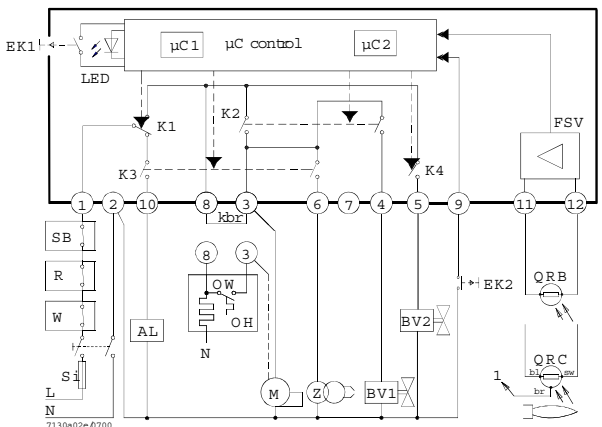 EK1
LED
µC1
µC control
µC2
K1
K2
FSV
K3
K4
1
2
10
8
3
6
7
4
5
9
11
12
kbr
SB
R
W
8
3
OW
OH
N
AL
EK2
QRB
BV2
QRC
bl
sw
br
1
Si
L
N
M
Z
BV1
7130a02e/0700